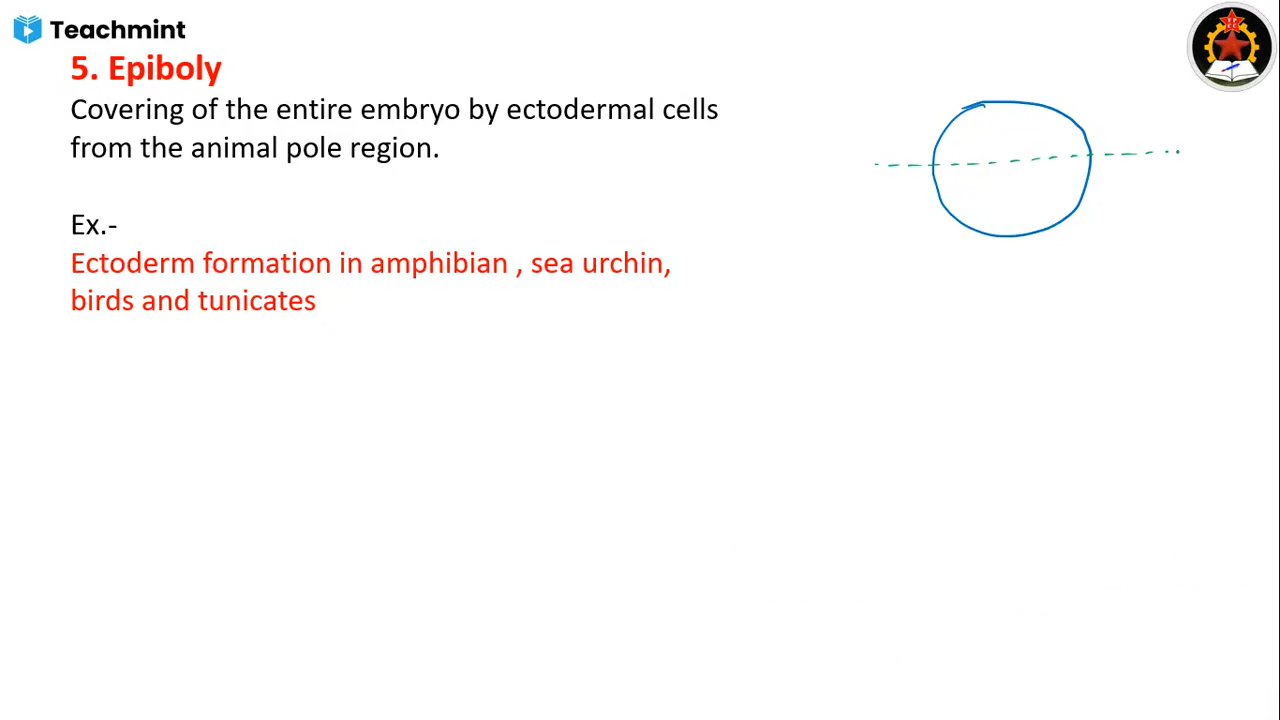 Teachmint
5. Epiboly
Covering of the entire embryo by ectodermal cells
from the animal pole region.
Ex.-
Ectoderm formation in amphibian , sea urchin,
birds and tunicates